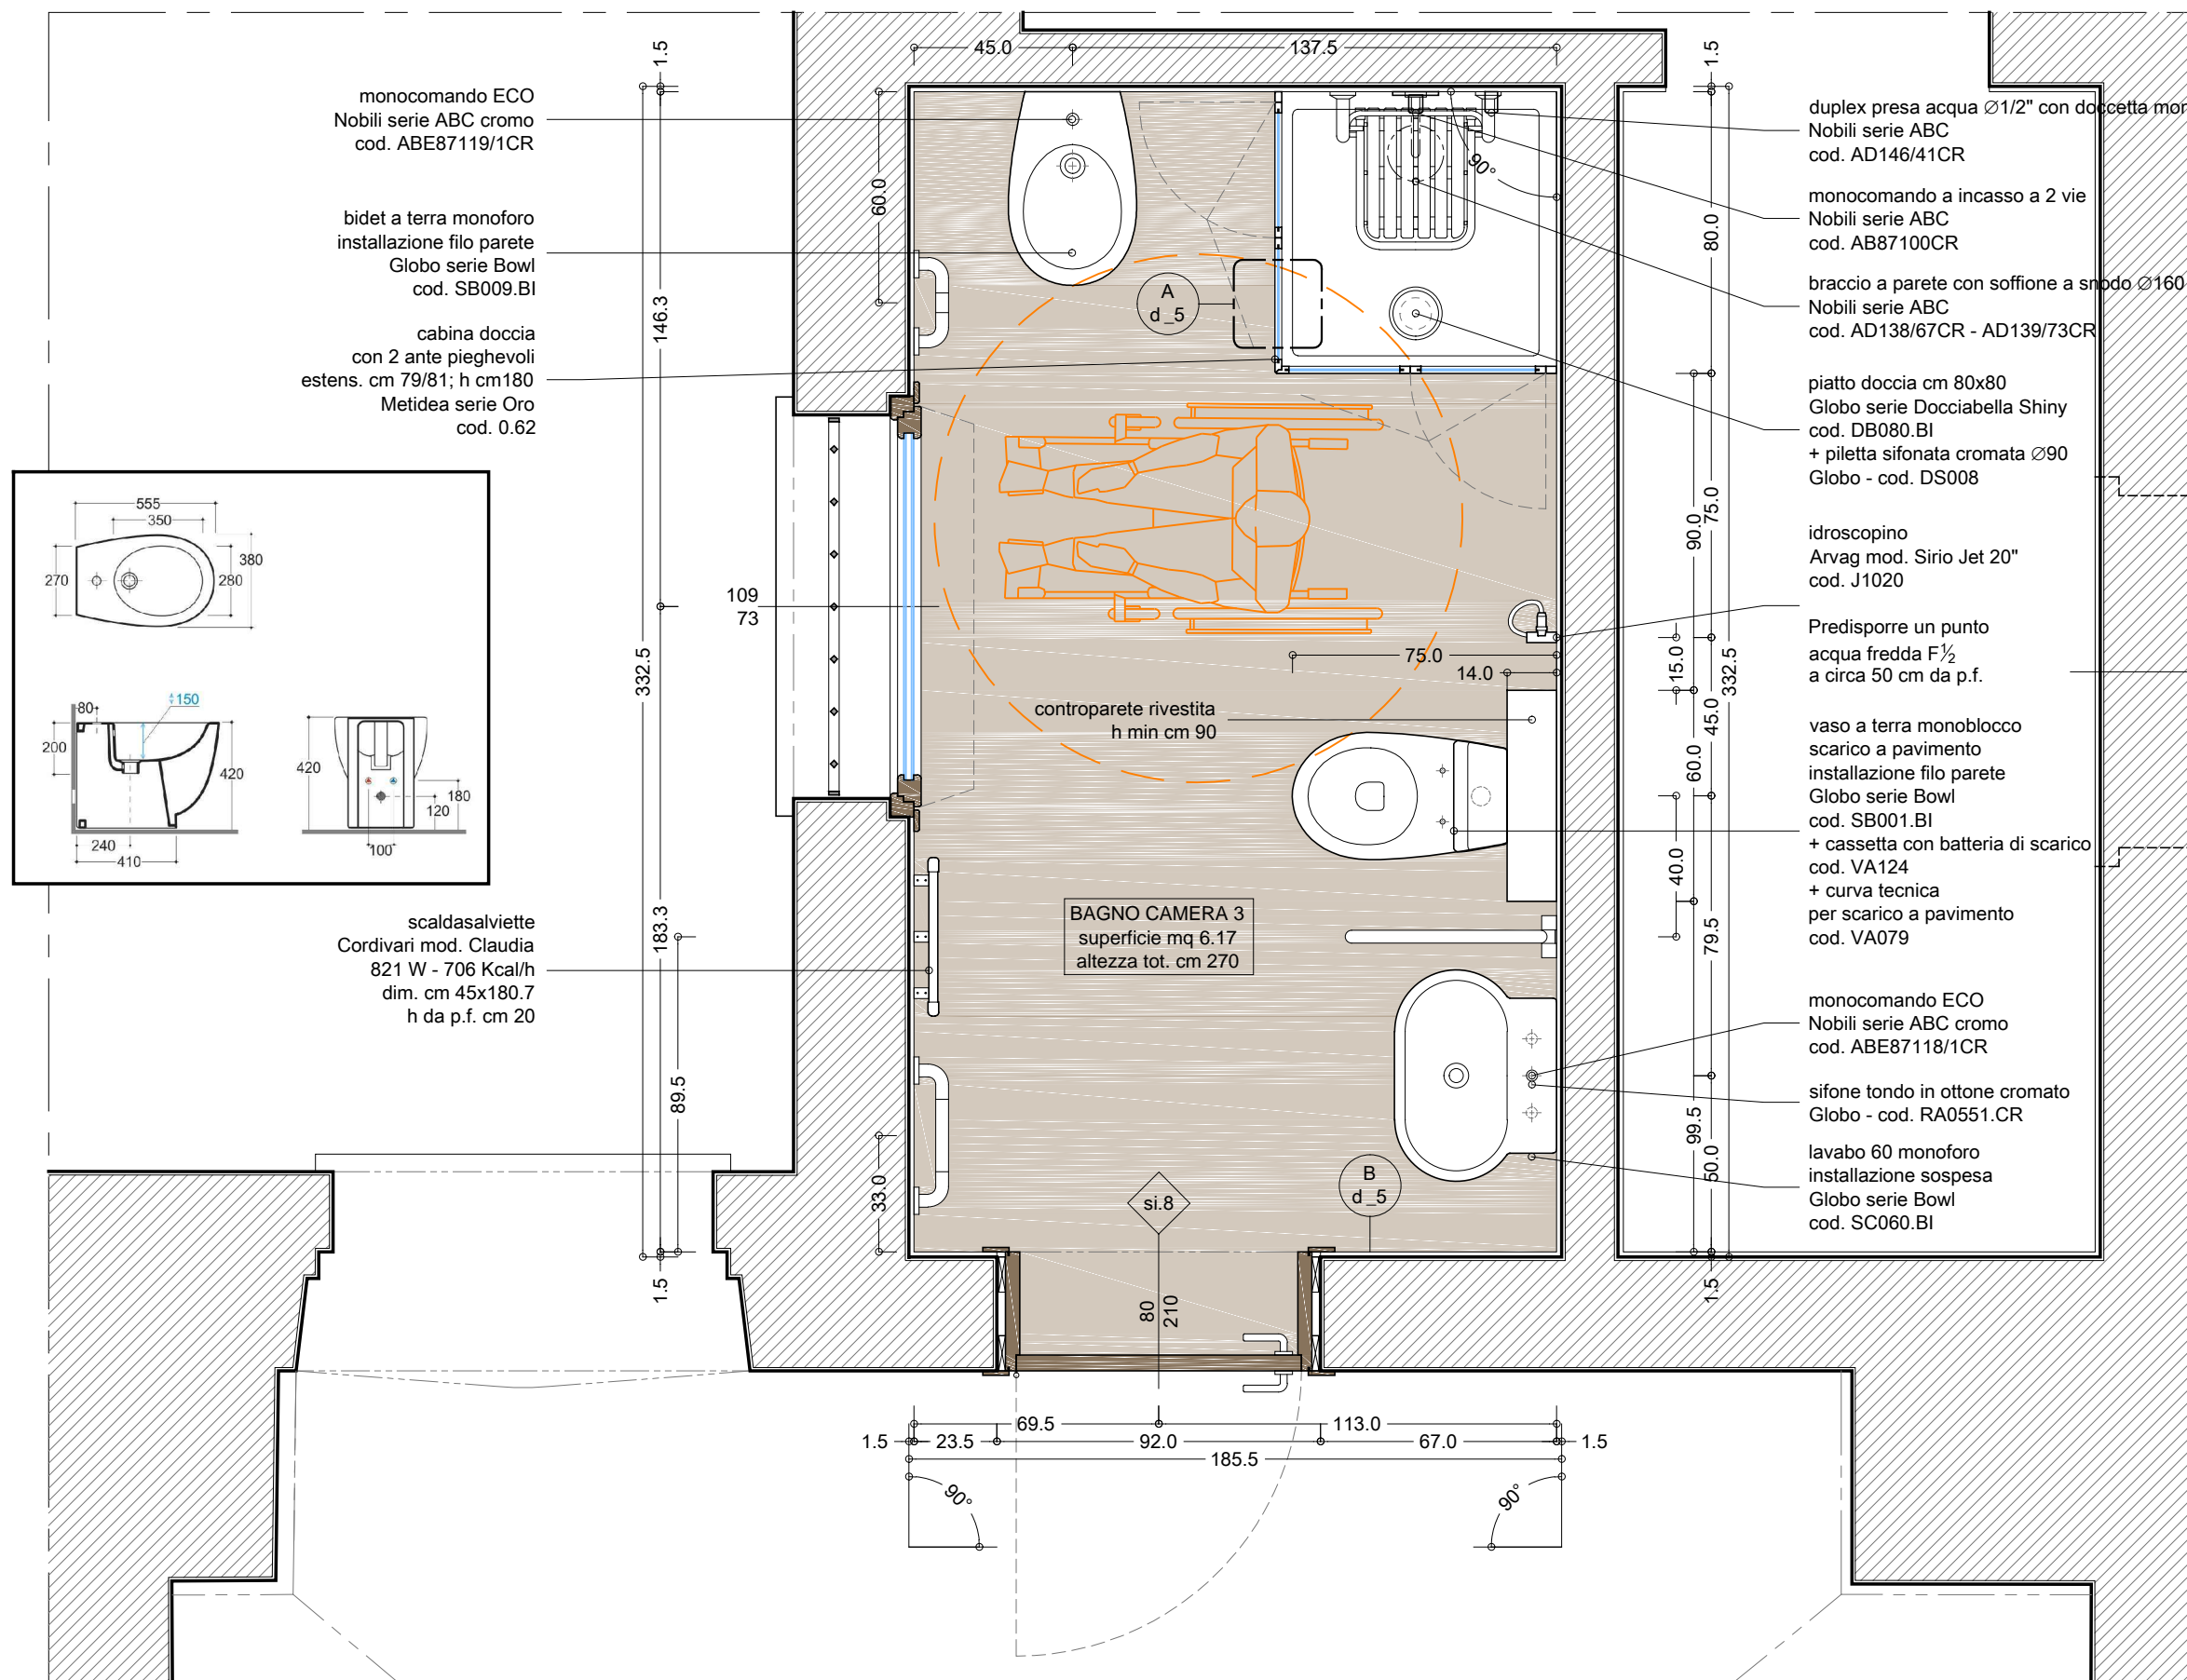 45.0
137.5
1.5
1.5
monocomando ECO
Nobili serie ABC cromo
cod. ABE87119/1CR
bidet a terra monoforo
installazione filo parete
Globo serie Bowl
cod. SB009.BI
cabina doccia
con 2 ante pieghevoli
estens. cm 79/81; h cm180
Metidea serie Oro
cod. 0.62
555
350
380
270
280
80
150
200
420
240
410
420
180
120
100
scaldasalviette
Cordivari mod. Claudia
821 W - 706 Kcal/h
dim. cm 45x180.7
h da p.f. cm 20
60.0
146.3
332.5
183.3
89.5
33.0
1.5
109
73
90°
A
d_5
75.0
14.0
controparete rivestita
h min cm 90
BAGNO CAMERA 3
superficie mq 6.17
altezza tot. cm 270
B
d_5
si.8
80
210
69.5
113.0
1.5
23.5
92.0
67.0
1.5
185.5
90°
90°
80.0
90.0
75.0
15.0
332.5
45.0
60.0
40.0
79.5
99.5
50.0
1.5
duplex presa acqua Ø1/2" con doccetta mon
Nobili serie ABC
cod. AD146/41CR
monocomando a incasso a 2 vie
Nobili serie ABC
cod. AB87100CR
braccio a parete con soffione a snodo Ø160
Nobili serie ABC
cod. AD138/67CR - AD139/73CR
piatto doccia cm 80x80
Globo serie Docciabella Shiny
cod. DB080.BI
+ piletta sifonata cromata Ø90
Globo - cod. DS008
idroscopino
Arvag mod. Sirio Jet 20"
cod. J1020
Predisporre un punto
acqua fredda F½
a circa 50 cm da p.f.
vaso a terra monoblocco
scarico a pavimento
installazione filo parete
Globo serie Bowl
cod. SB001.BI
+ cassetta con batteria di scarico
cod. VA124
+ curva tecnica
per scarico a pavimento
cod. VA079
monocomando ECO
Nobili serie ABC cromo
cod. ABE87118/1CR
sifone tondo in ottone cromato
Globo - cod. RA0551.CR
lavabo 60 monoforo
installazione sospesa
Globo serie Bowl
cod. SC060.BI